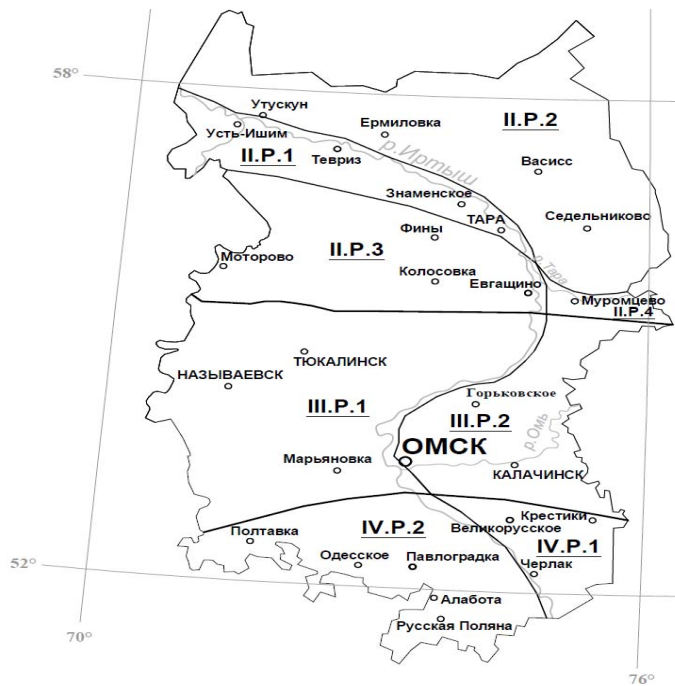 58°
Утускун
Усть-Ишим
Ермиловка
II.Р.2
II.Р.1
Тевриз
р.Иртыш
Васисс
Знаменское
ТАРА
Седельниково
Фины
II.Р.3
Моторово
Колосовка
р. Тара
Евгащино
Муромцево
II.Р.4
ТЮКАЛИНСК
НАЗЫВАЕВСК
Горьковское
III.Р.1
III.Р.2
р.Омь
ОМСК
Марьяновка
КАЛАЧИНСК
Крестики
Полтавка
IV.Р.2
Великорусское
IV.Р.1
Одесское
Павлоградка
Черлак
52°
Алабота
Русская Поляна
70°
76°